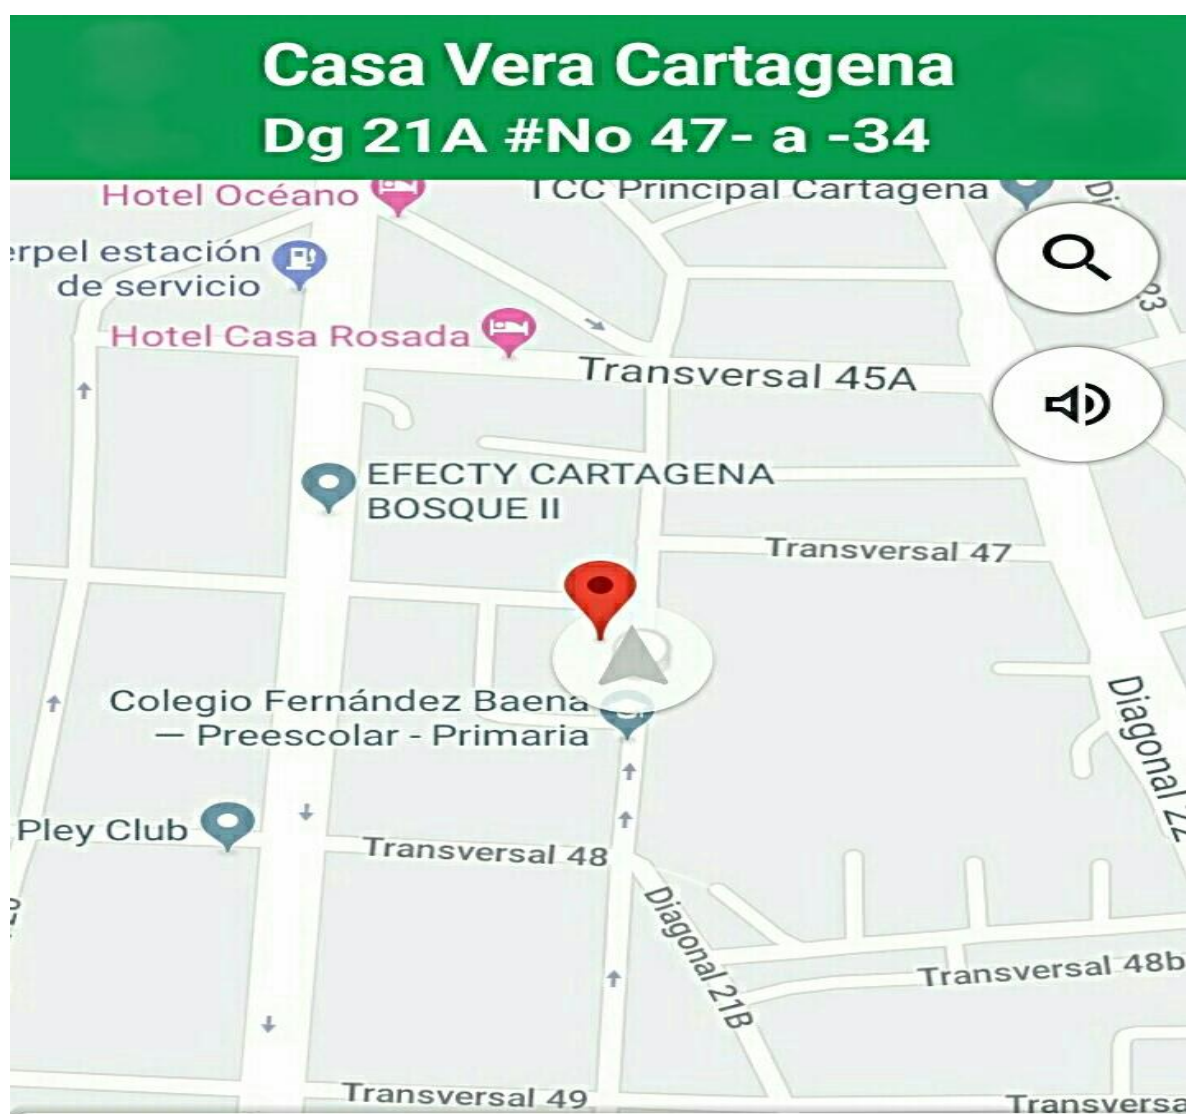 Casa Vera Cartagena
Dg 21A #No 47- a -34
Hotel Océano
TCC Principal Cartagena
erpel estación
de servicio
Hotel Casa Rosada
Transversal 45A
EFECTY CARTAGENA
BOSQUE II
Transversal 47
Colegio Fernández Baena
— Preescolar - Primaria
Diagonal 22
Pley Club
Transversal 48
Diagonal 21B
Transversal 48b
Transversal 49
Transversa